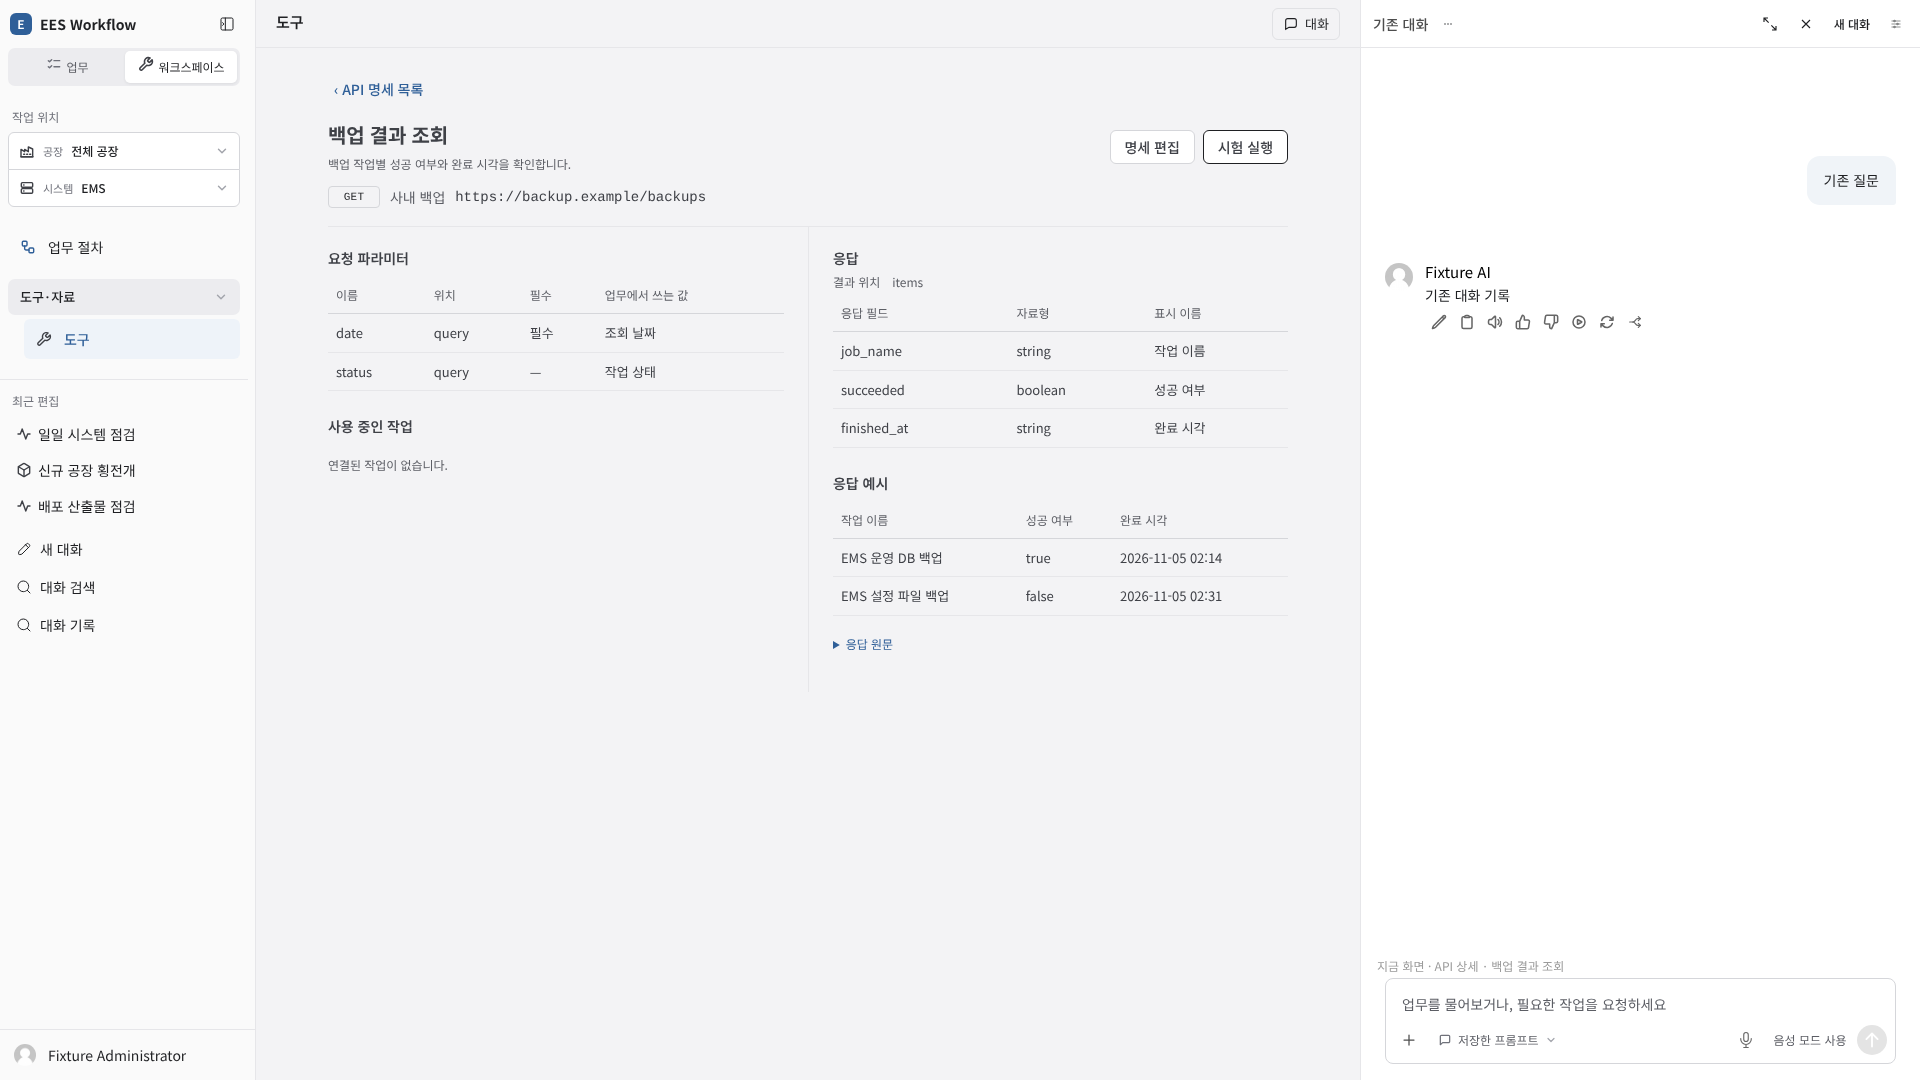 E EES Workflow
업무
워크스페이스
작업 위치
공장 전체 공장
시스템 EMS
업무 절차
도구·자료
도구
최근 편집
일일 시스템 점검
신규 공장 횡전개
배포 산출물 점검
새 대화
대화 검색
대화 기록
Fixture Administrator
도구
대화
‹ API 명세 목록
백업 결과 조회
백업 작업별 성공 여부와 완료 시각을 확인합니다.
명세 편집
시험 실행
GET 사내 백업 https://backup.example/backups
요청 파라미터
이름 위치 필수 업무에서 쓰는 값
date query 필수 조회 날짜
status query — 작업 상태
사용 중인 작업
연결된 작업이 없습니다.
응답
결과 위치 items
응답 필드 자료형 표시 이름
job_name string 작업 이름
succeeded boolean 성공 여부
finished_at string 완료 시각
응답 예시
작업 이름 성공 여부 완료 시각
EMS 운영 DB 백업 true 2026-11-05 02:14
EMS 설정 파일 백업 false 2026-11-05 02:31
응답 원문
기존 대화 ···
새 대화
기존 질문
Fixture AI
기존 대화 기록
지금 화면 · API 상세 · 백업 결과 조회
업무를 물어보거나, 필요한 작업을 요청하세요
저장한 프롬프트
음성 모드 사용